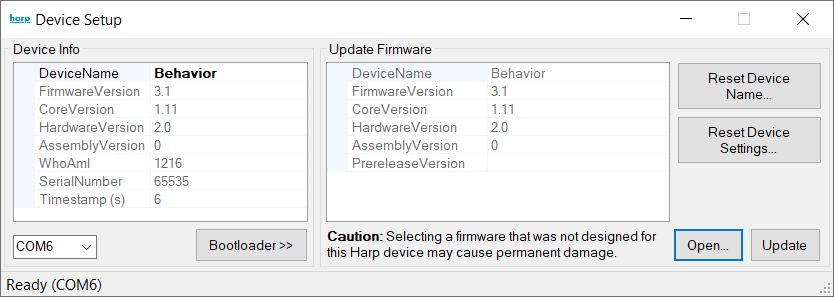 harp Device Setup
Device Info
DeviceName Behavior
FirmwareVersion 3.1
CoreVersion 1.11
HardwareVersion 2.0
AssemblyVersion 0
WhoAmI 1216
SerialNumber 65535
Timestamp (s) 6
COM6
Bootloader >>
Update Firmware
DeviceName Behavior
FirmwareVersion 3.1
CoreVersion 1.11
HardwareVersion 2.0
AssemblyVersion 0
PrereleaseVersion
Reset Device
Name...
Reset Device
Settings...
Caution: Selecting a firmware that was not designed for
this Harp device may cause permanent damage.
Open...
Update
Ready (COM6)